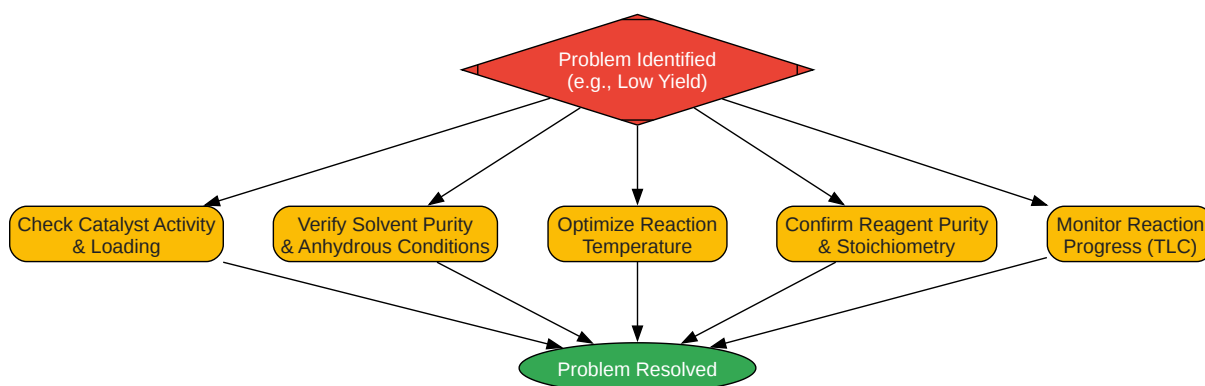 Problem Identified
(e.g., Low Yield)
Check Catalyst Activity
& Loading
Verify Solvent Purity
& Anhydrous Conditions
Optimize Reaction
Temperature
Confirm Reagent Purity
& Stoichiometry
Monitor Reaction
Progress (TLC)
Problem Resolved